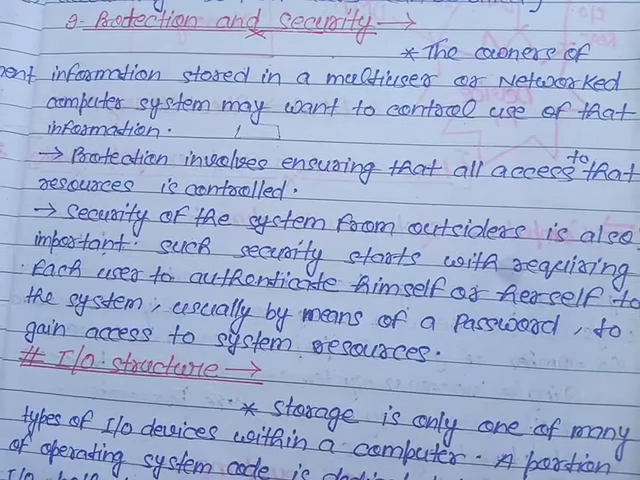 8- Protection and security →
* The owners of
information stored in a multiuser or Networked
computer system may want to control use of that
information.
→ Protection involves ensuring that all access to that
resources is controlled.
→ Security of the system from outsiders is also
important. such security starts with requiring
Each user to authenticate himself or herself to
the system, usually by means of a Password, to
gain access to system resources.
# I/o structure →
* Storage is only one of many
types of I/o devices within a computer. A portion
of operating system code is